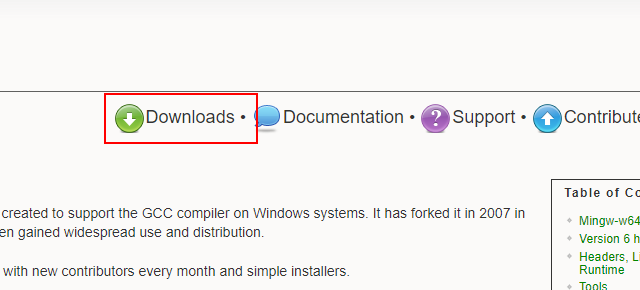 Downloads • Documentation • Support • Contribute
created to support the GCC compiler on Windows systems. It has forked it in 2007 in
en gained widespread use and distribution.
with new contributors every month and simple installers.
Table of Co
Mingw-w64
Version 6 h
Headers, Li
Runtime
Tools